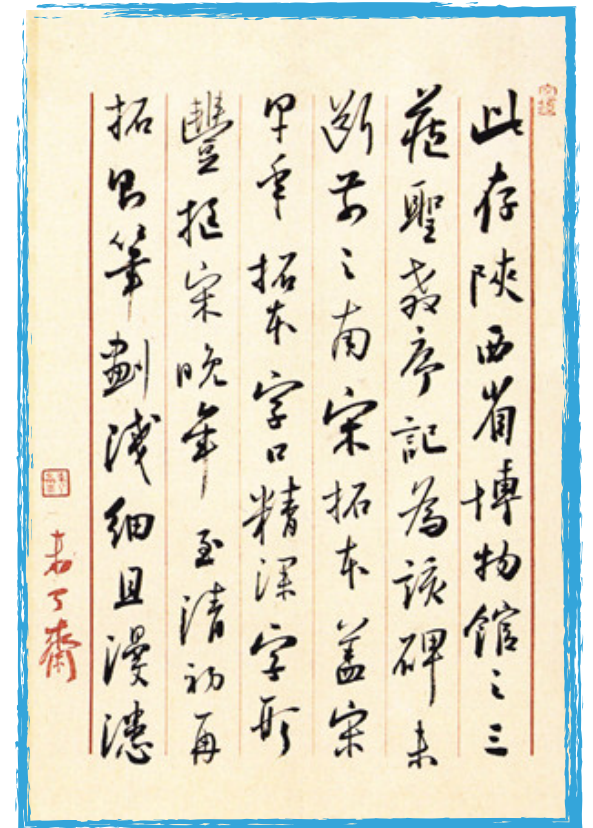 此存陝西省博物館之三
藏聖教序記為該碑未
斷前之南宋拓本蓋宋
早年拓本字口精深字形
豐挺宋晚年至清初再
拓則筆劃淺細且漫漶